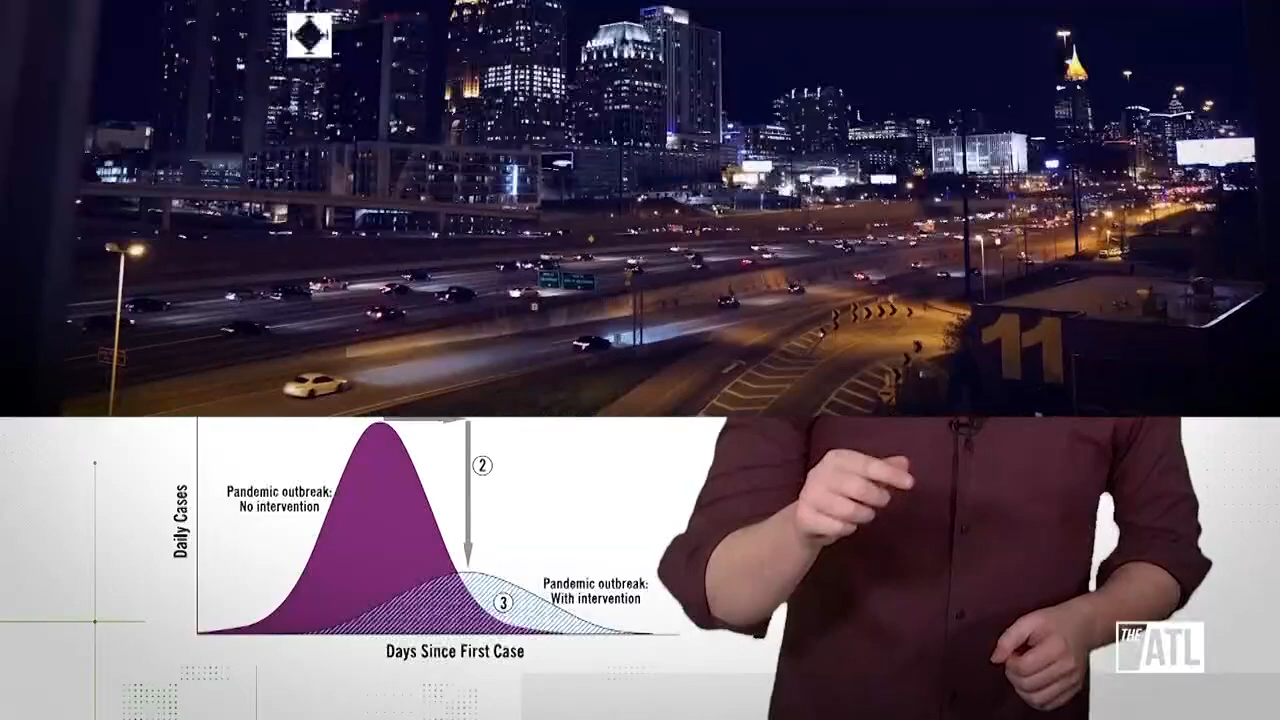 11
2
Pandemic outbreak:
No intervention
Daily Cases
Pandemic outbreak:
With intervention
3
Days Since First Case
THE ATL